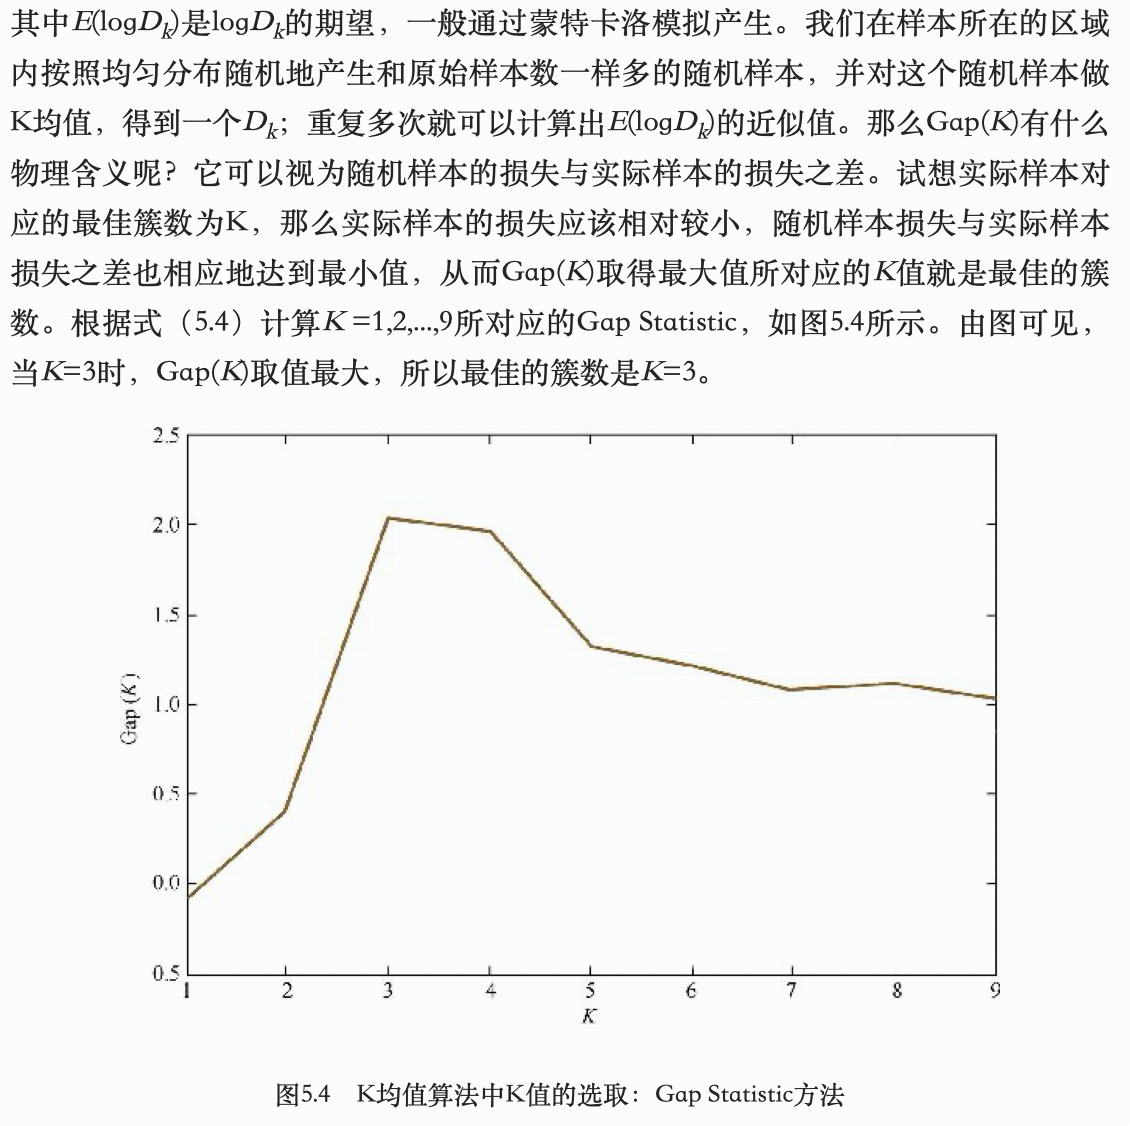 其中E(logDk)是logDk的期望，一般通过蒙特卡洛模拟产生。我们在样本所在的区域
内按照均匀分布随机地产生和原始样本数一样多的随机样本，并对这个随机样本做
K均值，得到一个Dk；重复多次就可以计算出E(logDk)的近似值。那么Gap(K)有什么
物理含义呢？它可以视为随机样本的损失与实际样本的损失之差。试想实际样本对
应的最佳簇数为K，那么实际样本的损失应该相对较小，随机样本损失与实际样本
损失之差也相应地达到最小值，从而Gap(K)取得最大值所对应的K值就是最佳的簇
数。根据式（5.4）计算K =1,2,...,9所对应的Gap Statistic，如图5.4所示。由图可见，
当K=3时，Gap(K)取值最大，所以最佳的簇数是K=3。
2.5
2.0
1.5
1.0
0.5
0.0
0.5
Gap (K)
1 2 3 4 5 6 7 8 9
K
图5.4 K均值算法中K值的选取：Gap Statistic方法